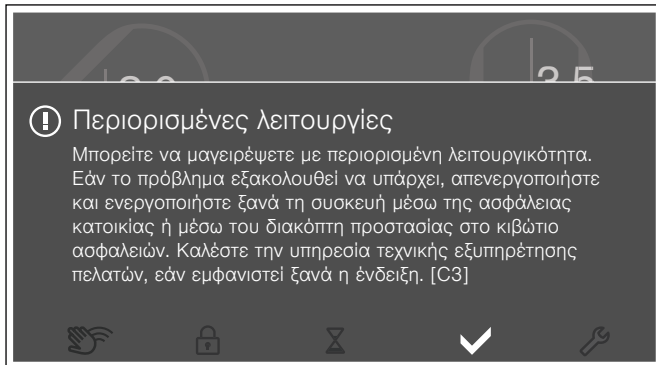 Περιορισμένες λειτουργίες
Μπορείτε να μαγειρέψετε με περιορισμένη λειτουργικότητα.
Εάν το πρόβλημα εξακολουθεί να υπάρχει, απενεργοποιήστε
και ενεργοποιήστε ξανά τη συσκευή μέσω της ασφάλειας
κατοικίας ή μέσω του διακόπτη προστασίας στο κιβώτιο
ασφαλειών. Καλέστε την υπηρεσία τεχνικής εξυπηρέτησης
πελατών, εάν εμφανιστεί ξανά η ένδειξη. [C3]